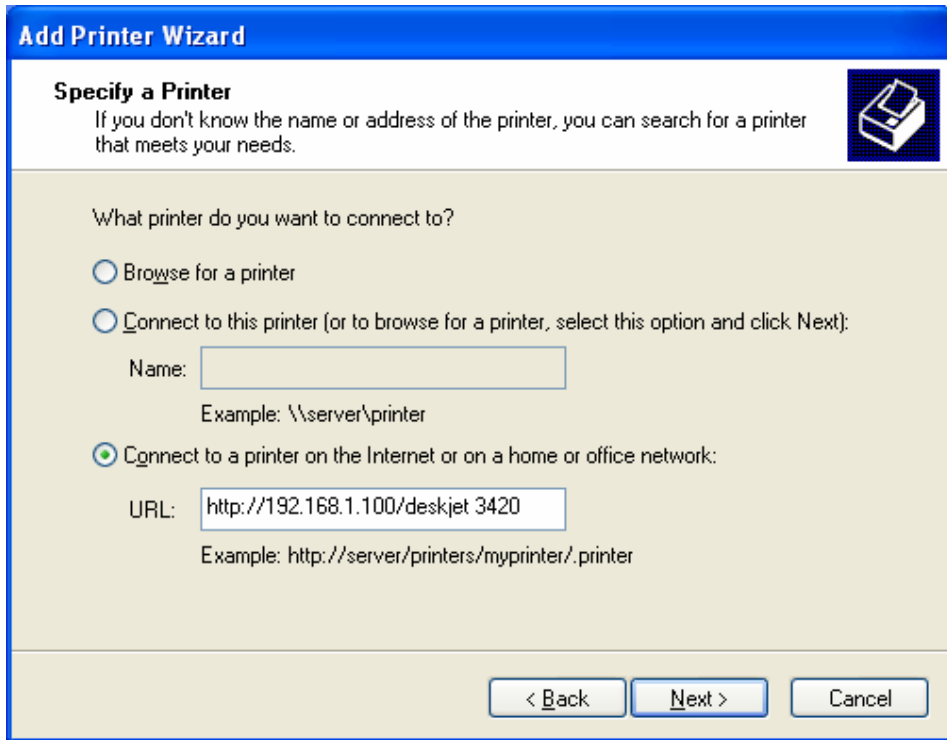 Add Printer Wizard
Specify a Printer
If you don't know the name or address of the printer, you can search for a printer
that meets your needs.
What printer do you want to connect to?
Browse for a printer
Connect to this printer (or to browse for a printer, select this option and click Next):
Name:
Example: \\server\printer
Connect to a printer on the Internet or on a home or office network:
URL: http://192.168.1.100/deskjet 3420
Example: http://server/printers/myprinter/.printer
< Back Next > Cancel